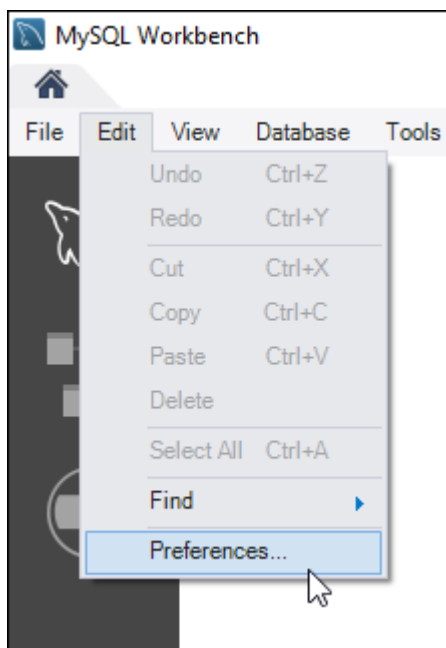 MySQL Workbench
File Edit View Database Tools
Undo Ctrl+Z
Redo Ctrl+Y
Cut Ctrl+X
Copy Ctrl+C
Paste Ctrl+V
Delete
Select All Ctrl+A
Find
Preferences...